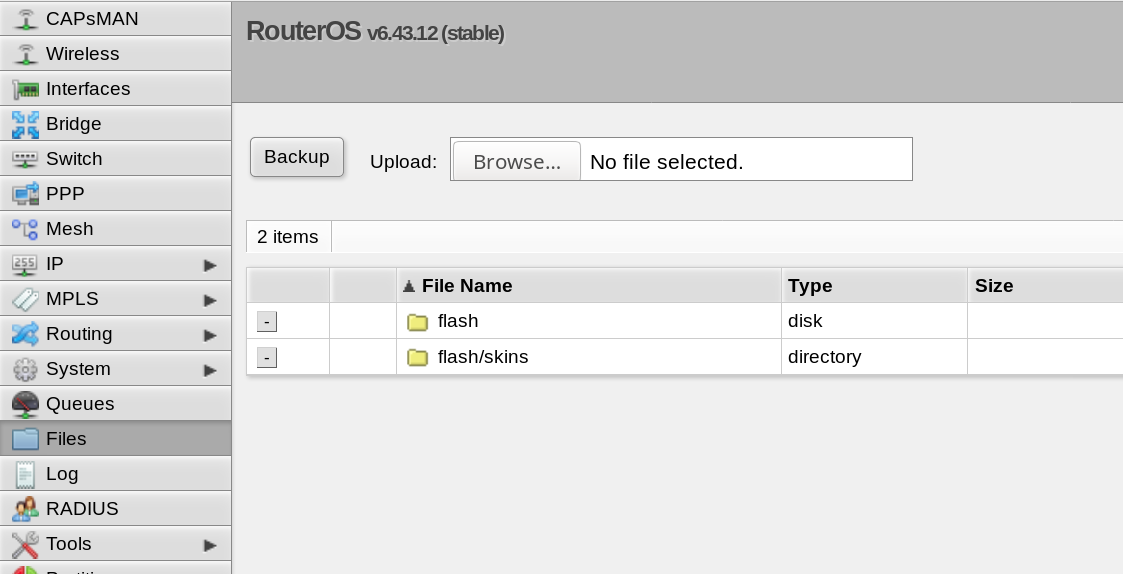 CAPsMAN
Wireless
Interfaces
Bridge
Switch
PPP
Mesh
255
IP
MPLS
Routing
System
Queues
Files
Log
RADIUS
Tools
RouterOS v6.43.12 (stable)
Backup Upload: Browse... No file selected.
2 items
File Name Type Size
- flash disk
- flash/skins directory